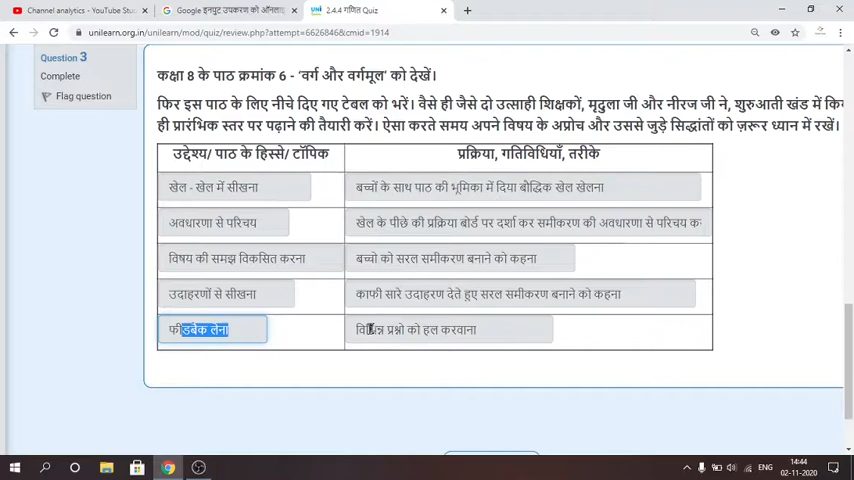 Channel analytics - YouTube Stu
Google इनपुट उपकरण को ऑनलाइ
2.4.4 गणित Quiz
unilearn.org.in/unilearn/mod/quiz/review.php?attempt=6626846&cmid=1914
Question 3
Complete
Flag question
कक्षा 8 के पाठ क्रमांक 6 - ‘वर्ग और वर्गमूल’ को देखें।
फिर इस पाठ के लिए नीचे दिए गए टेबल को भरें। वैसे ही जैसे दो उत्साही शिक्षकों, मृदुला जी और नीरज जी ने, शुरुआती खंड में
ही प्रारंभिक स्तर पर पढ़ाने की तैयारी करें। ऐसा करते समय अपने विषय के अप्रोच और उससे जुड़े सिद्धांतों को ज़रूर ध्यान में रखें।
उद्देश्य/ पाठ के हिस्से/ टॉपिक प्रक्रिया, गतिविधियाँ, तरीके
खेल - खेल में सीखना बच्चों के साथ पाठ की भूमिका में दिया बौद्धिक खेल खेलना
अवधारणा से परिचय खेल के पीछे की प्रक्रिया बोर्ड पर दर्शा कर समीकरण की अवधारणा से परिचय
विषय की समझ विकसित करना बच्चो को सरल समीकरण बनाने को कहना
उदाहरणों से सीखना काफी सारे उदाहरण देते हुए सरल समीकरण बनाने को कहना
फीडबेक लेना विभिन्न प्रश्नो को हल करवाना
ENG
14:44
02-11-2020